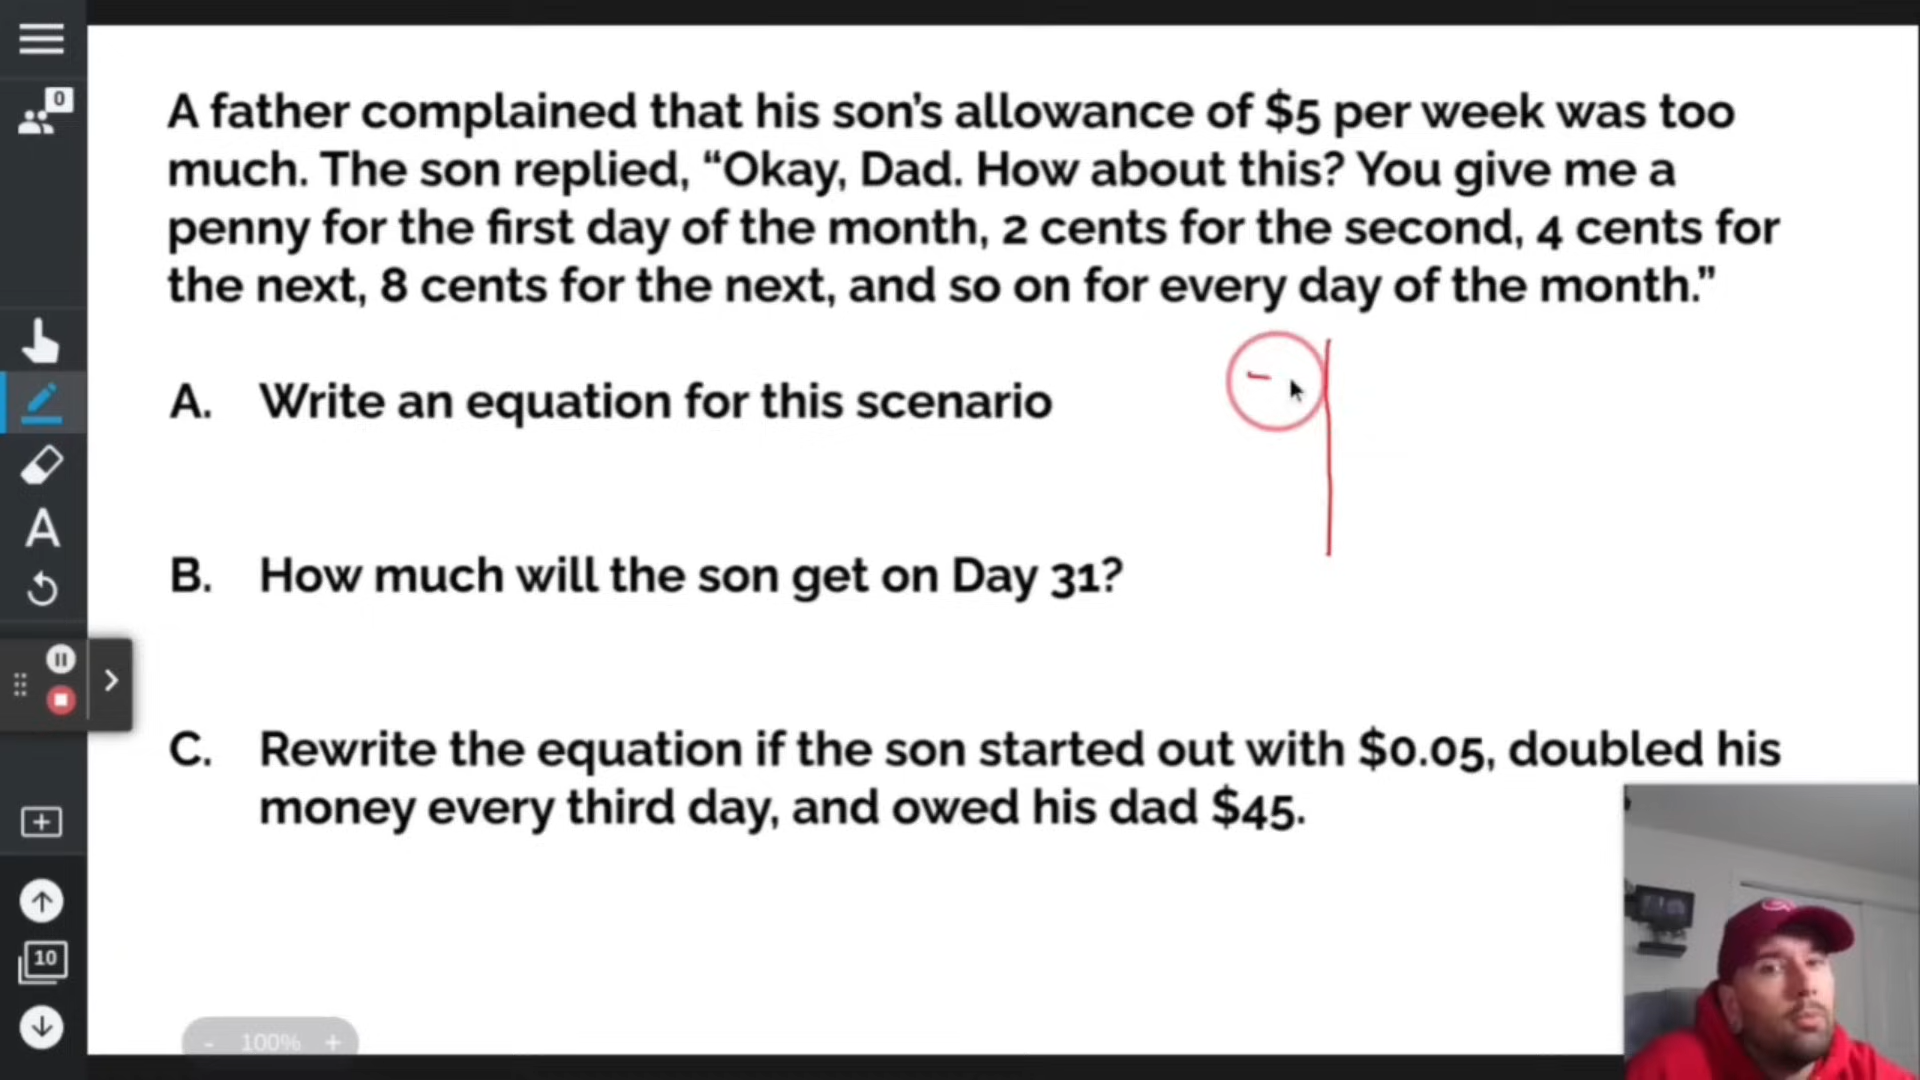 0
A father complained that his son's allowance of $5 per week was too
much. The son replied, “Okay, Dad. How about this? You give me a
penny for the first day of the month, 2 cents for the second, 4 cents for
the next, 8 cents for the next, and so on for every day of the month.”
A. Write an equation for this scenario
B. How much will the son get on Day 31?
C. Rewrite the equation if the son started out with $0.05, doubled his
money every third day, and owed his dad $45.
A
10
- 100% +